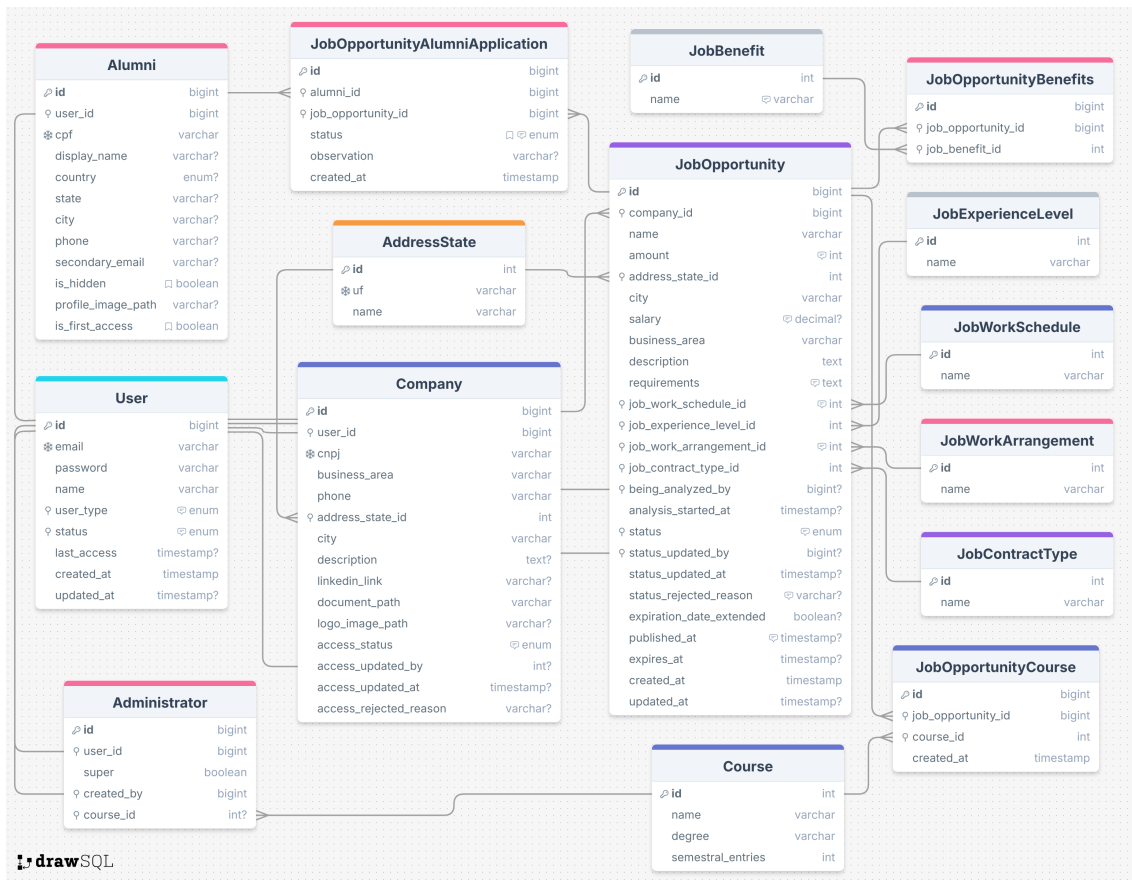 Alumni
id bigint
user_id bigint
cpf varchar
display_name varchar?
country enum?
state varchar?
city varchar?
phone varchar?
secondary_email varchar?
is_hidden boolean
profile_image_path varchar?
is_first_access boolean
JobOpportunityAlumniApplication
id bigint
alumni_id bigint
job_opportunity_id bigint
status enum
observation varchar?
created_at timestamp
JobBenefit
id int
name varchar
JobOpportunityBenefits
id bigint
job_opportunity_id bigint
job_benefit_id int
AddressState
id int
uf varchar
name varchar
JobOpportunity
id bigint
company_id bigint
name varchar
amount int
address_state_id int
city varchar
salary decimal?
business_area varchar
description text
requirements text
job_work_schedule_id int
job_experience_level_id int
job_work_arrangement_id int
job_contract_type_id int
being_analyzed_by bigint?
analysis_started_at timestamp?
status enum
status_updated_by bigint?
status_updated_at timestamp?
status_rejected_reason varchar?
expiration_date_extended boolean?
published_at timestamp?
expires_at timestamp?
created_at timestamp
updated_at timestamp?
JobExperienceLevel
id int
name varchar
JobWorkSchedule
id int
name varchar
JobWorkArrangement
id int
name varchar
JobContractType
id int
name varchar
User
id bigint
email varchar
password varchar
name varchar
user_type enum
status enum
last_access timestamp?
created_at timestamp
updated_at timestamp?
Company
id bigint
user_id bigint
cnpj varchar
business_area varchar
phone varchar
address_state_id int
city varchar
description text?
linkedin_link varchar?
document_path varchar
logo_image_path varchar?
access_status enum
access_updated_by int?
access_updated_at timestamp?
access_rejected_reason varchar?
Administrator
id bigint
user_id bigint
super boolean
created_by bigint
course_id int?
JobOpportunityCourse
id bigint
job_opportunity_id bigint
course_id int
created_at timestamp
Course
id int
name varchar
degree varchar
semestral_entries int
drawSQL